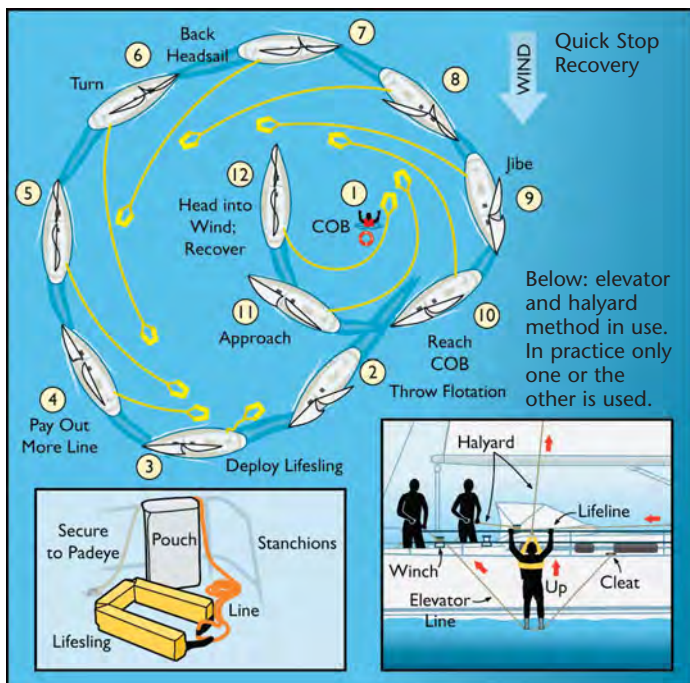 Quick Stop
Recovery
WIND
1
COB
2
Throw Flotation
3
Deploy Lifesling
4
Pay Out
More Line
5
6
Turn
Back
Headsail
7
8
Jibe
9
10
Reach
COB
11
Approach
12
Head into
Wind;
Recover
Below: elevator
and halyard
method in use.
In practice only
one or the
other is used.
Secure
to Padeye
Pouch
Stanchions
Line
Lifesling
Halyard
Lifeline
Winch
Up
Cleat
Elevator
Line